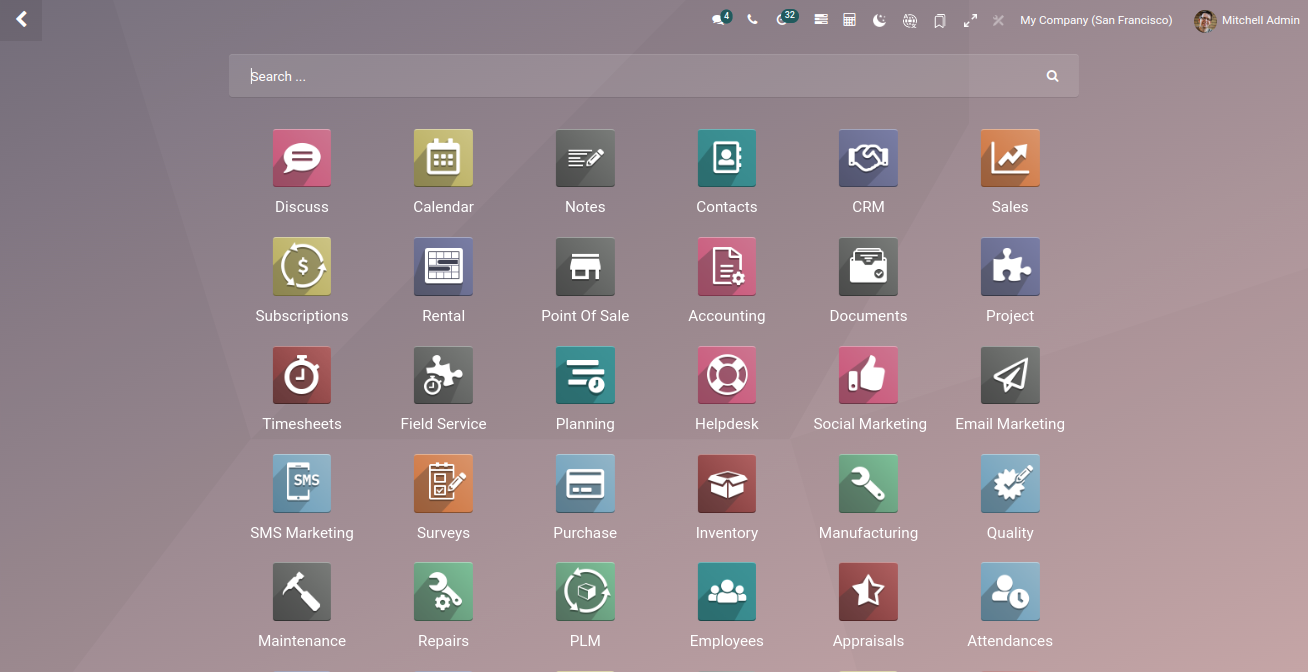 4
32
My Company (San Francisco)
Mitchell Admin
Search ...
Discuss
Calendar
Notes
Contacts
CRM
Sales
$
Subscriptions
Rental
Point Of Sale
Accounting
Documents
Project
Timesheets
Field Service
Planning
Helpdesk
Social Marketing
Email Marketing
SMS
SMS Marketing
Surveys
Purchase
Inventory
Manufacturing
Quality
Maintenance
Repairs
PLM
Employees
Appraisals
Attendances